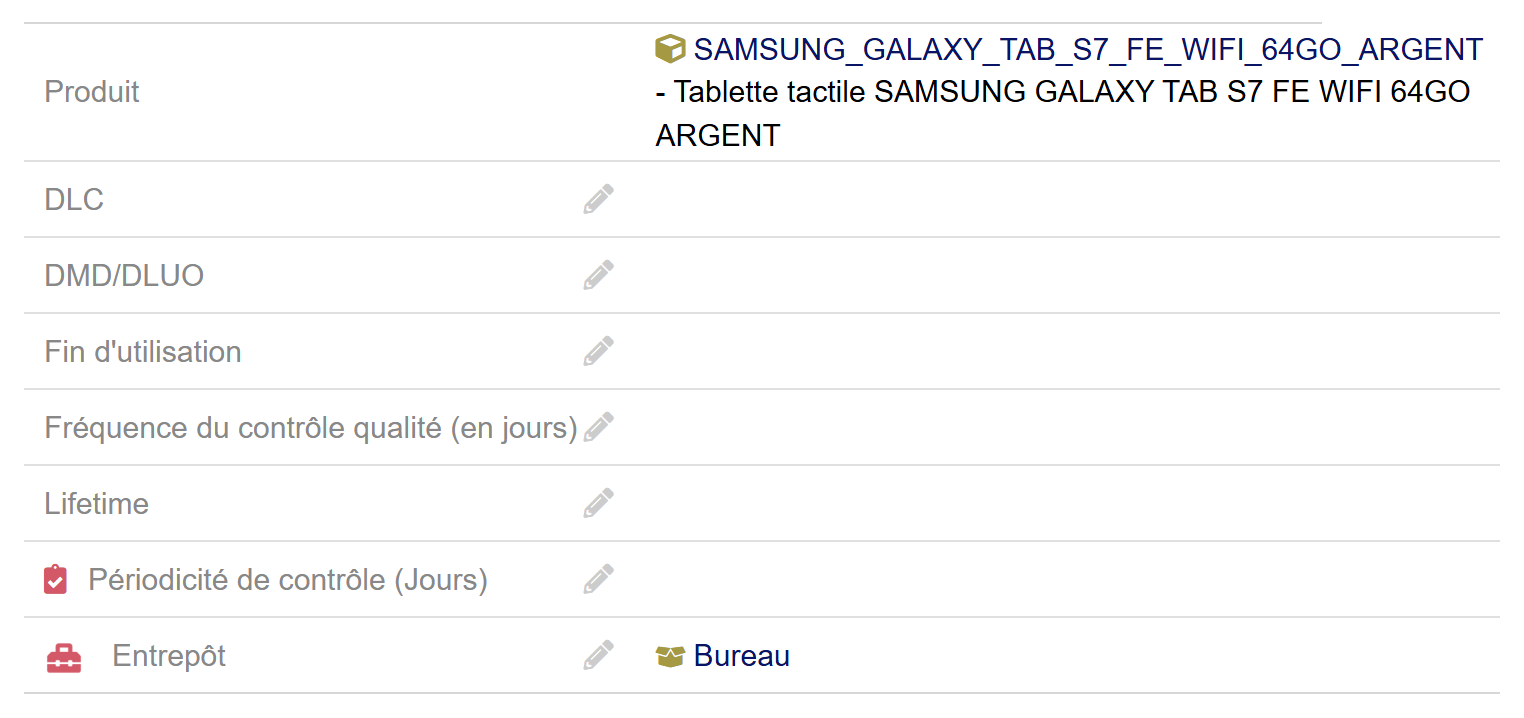 Produit
SAMSUNG_GALAXY_TAB_S7_FE_WIFI_64GO_ARGENT
- Tablette tactile SAMSUNG GALAXY TAB S7 FE WIFI 64GO
ARGENT
DLC
DMD/DLUO
Fin d'utilisation
Fréquence du contrôle qualité (en jours)
Lifetime
Périodicité de contrôle (Jours)
Entrepôt Bureau